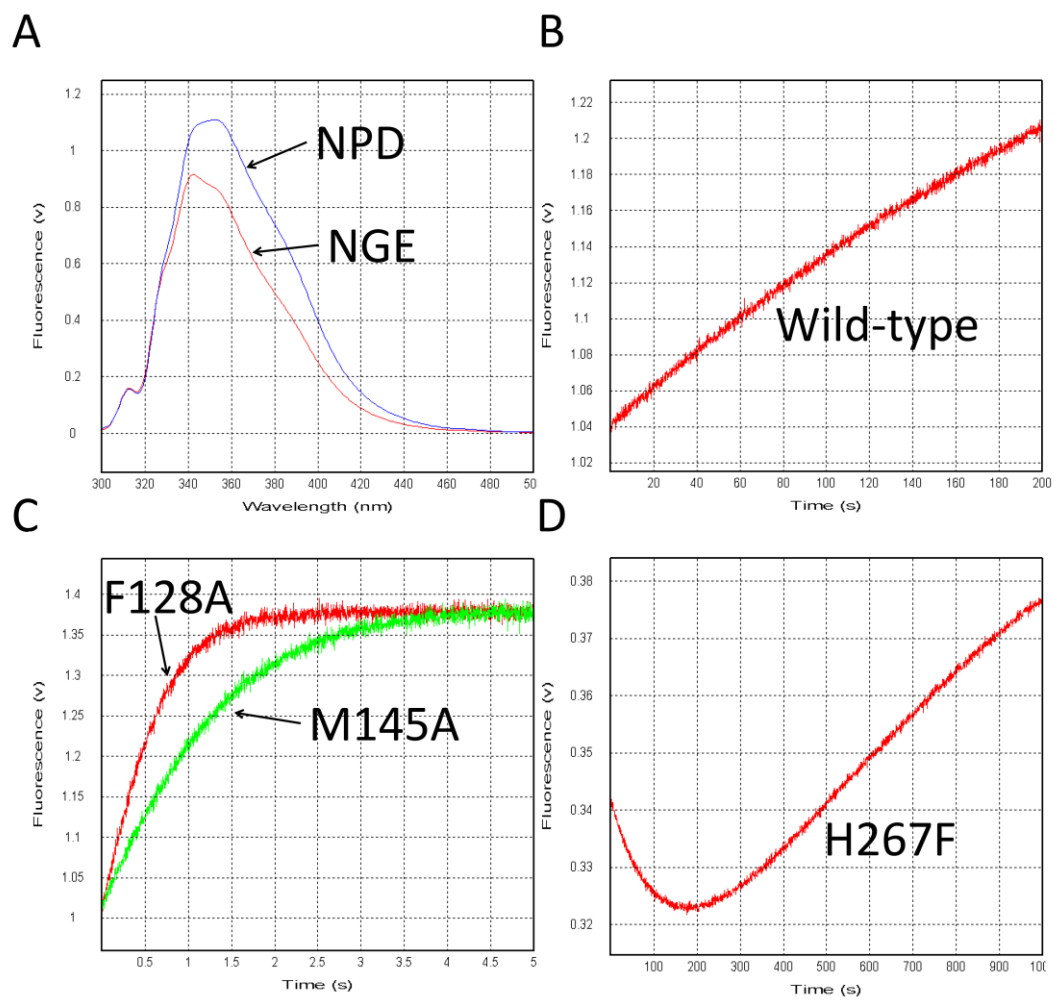 A
1.2
1
0.8
0.6
0.4
0.2
0
Fluorescence (v)
300 320 340 360 380 400 420 440 460 480 50
Wavelength (nm)
NPD
NGE
B
1.22
1.2
1.18
1.16
1.14
1.12
1.1
1.08
1.06
1.04
1.02
Fluorescence (v)
20 40 60 80 100 120 140 160 180 200
Time (s)
Wild-type
C
1.4
1.35
1.3
1.25
1.2
1.15
1.1
1.05
1
Fluorescence (v)
0.5 1 1.5 2 2.5 3 3.5 4 4.5 5
Time (s)
F128A
M145A
D
0.38
0.37
0.36
0.35
0.34
0.33
0.32
Fluorescence (v)
100 200 300 400 500 600 700 800 900 100
Time (s)
H267F